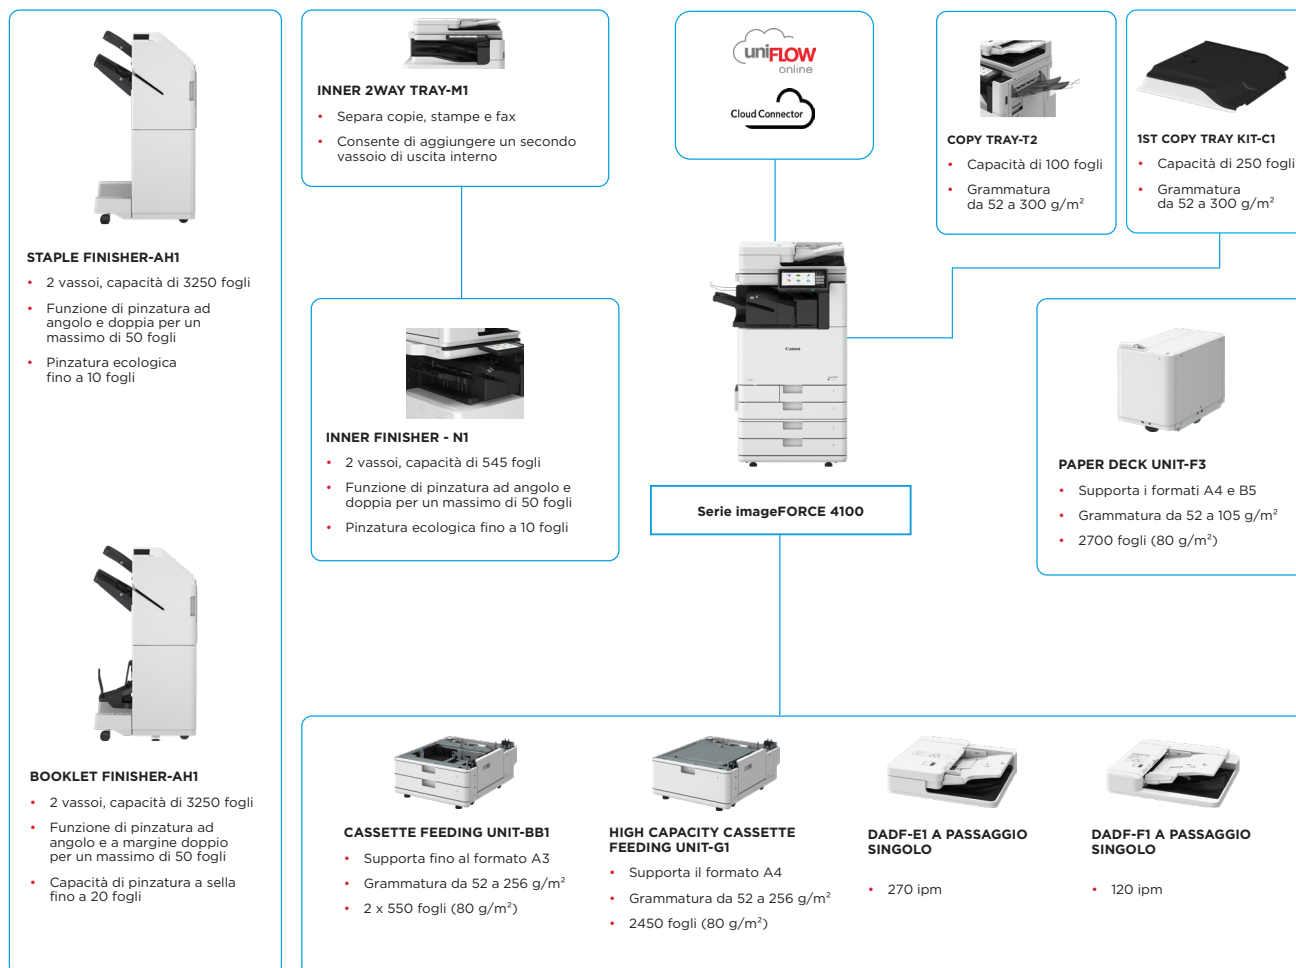 STAPLE FINISHER-AH1
• 2 vassoi, capacità di 3250 fogli
• Funzione di pinzatura ad
angolo e doppia per un
massimo di 50 fogli
• Pinzatura ecologica
fino a 10 fogli
BOOKLET FINISHER-AH1
• 2 vassoi, capacità di 3250 fogli
• Funzione di pinzatura ad
angolo e a margine doppio
per un massimo di 50 fogli
• Capacità di pinzatura a sella
fino a 20 fogli
INNER 2WAY TRAY-M1
• Separa copie, stampe e fax
• Consente di aggiungere un secondo
vassoio di uscita interno
INNER FINISHER - N1
• 2 vassoi, capacità di 545 fogli
• Funzione di pinzatura ad angolo e
doppia per un massimo di 50 fogli
• Pinzatura ecologica fino a 10 fogli
uniFLOW
online
Cloud Connector
Canon
Serie imageFORCE 4100
COPY TRAY-T2
• Capacità di 100 fogli
• Grammatura
da 52 a 300 g/m²
1ST COPY TRAY KIT-C1
• Capacità di 250 fogli
• Grammatura
da 52 a 300 g/m²
PAPER DECK UNIT-F3
• Supporta i formati A4 e B5
• Grammatura da 52 a 105 g/m²
• 2700 fogli (80 g/m²)
CASSETTE FEEDING UNIT-BB1
• Supporta fino al formato A3
• Grammatura da 52 a 256 g/m²
• 2 x 550 fogli (80 g/m²)
HIGH CAPACITY CASSETTE
FEEDING UNIT-G1
• Supporta il formato A4
• Grammatura da 52 a 256 g/m²
• 2450 fogli (80 g/m²)
DADF-E1 A PASSAGGIO
SINGOLO
• 270 ipm
DADF-F1 A PASSAGGIO
SINGOLO
• 120 ipm